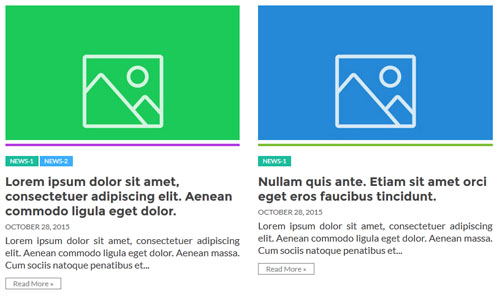 NEWS-1 NEWS-2
Lorem ipsum dolor sit amet,
consectetuer adipiscing elit. Aenean
commodo ligula eget dolor.
OCTOBER 28, 2015
Lorem ipsum dolor sit amet, consectetuer adipiscing
elit. Aenean commodo ligula eget dolor. Aenean massa.
Cum sociis natoque penatibus et...
Read More »
NEWS-1
Nullam quis ante. Etiam sit amet orci
eget eros faucibus tincidunt.
OCTOBER 28, 2015
Lorem ipsum dolor sit amet, consectetuer adipiscing
elit. Aenean commodo ligula eget dolor. Aenean massa.
Cum sociis natoque penatibus et...
Read More »